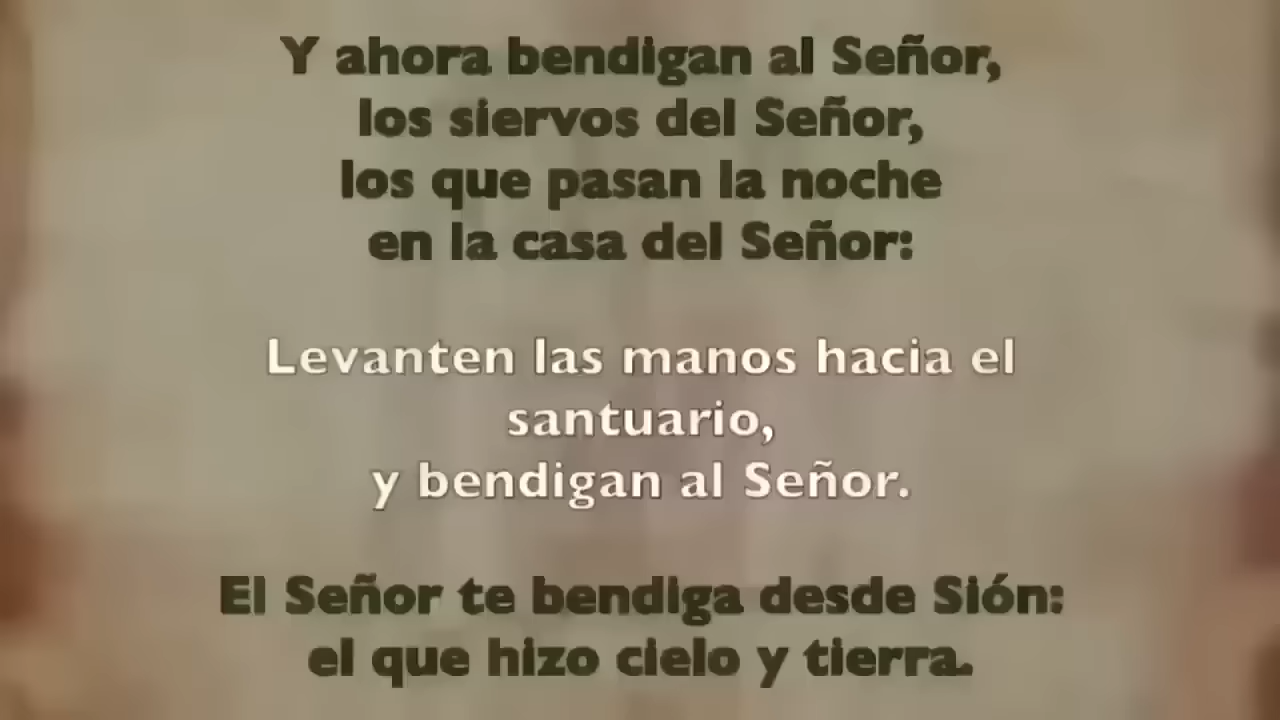 Y ahora bendigan al Señor,
los siervos del Señor,
los que pasan la noche
en la casa del Señor:
Levanten las manos hacia el
santuario,
y bendigan al Señor.
El Señor te bendiga desde Sión:
el que hizo cielo y tierra.